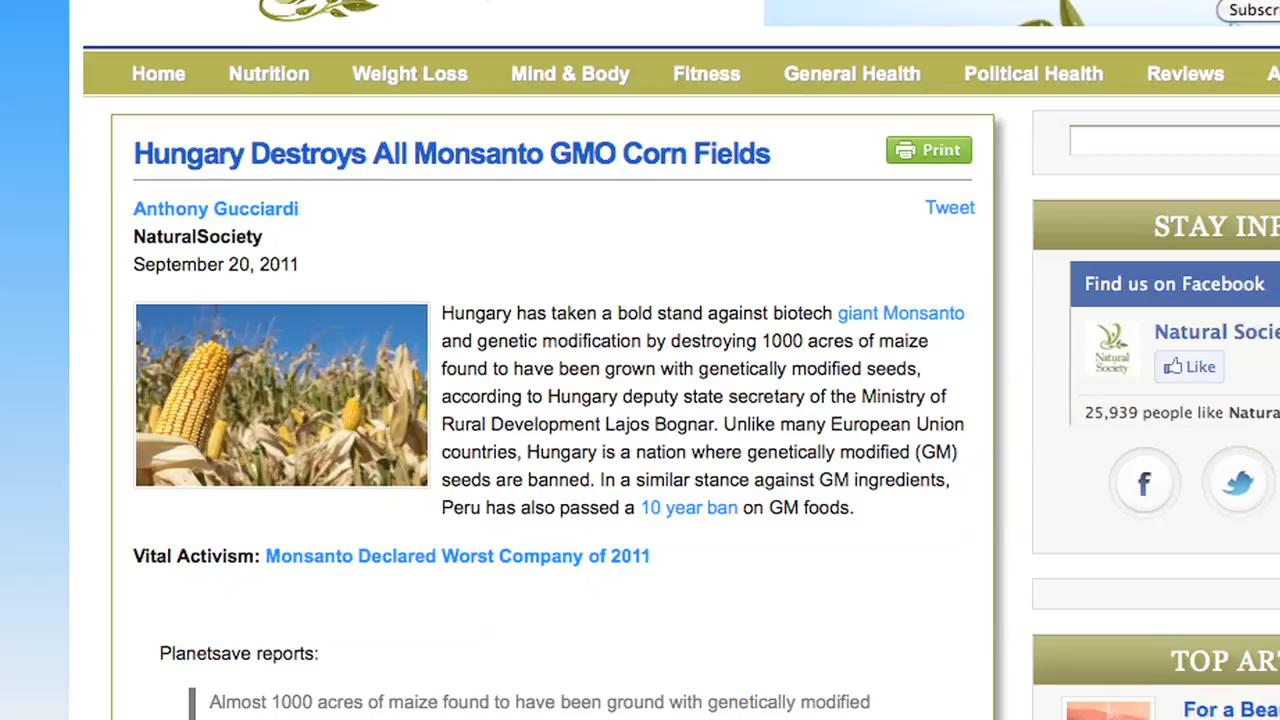 Subscr
Home Nutrition Weight Loss Mind & Body Fitness General Health Political Health Reviews A
Hungary Destroys All Monsanto GMO Corn Fields
Print
Anthony Gucciardi
Tweet
NaturalSociety
September 20, 2011
Hungary has taken a bold stand against biotech giant Monsanto
and genetic modification by destroying 1000 acres of maize
found to have been grown with genetically modified seeds,
according to Hungary deputy state secretary of the Ministry of
Rural Development Lajos Bognar. Unlike many European Union
countries, Hungary is a nation where genetically modified (GM)
seeds are banned. In a similar stance against GM ingredients,
Peru has also passed a 10 year ban on GM foods.
Vital Activism: Monsanto Declared Worst Company of 2011
Planetsave reports:
Almost 1000 acres of maize found to have been ground with genetically modified
STAY INF
Find us on Facebook
Natural Socie
Natural
Society
Like
25,939 people like Natura
TOP AR
For a Bea